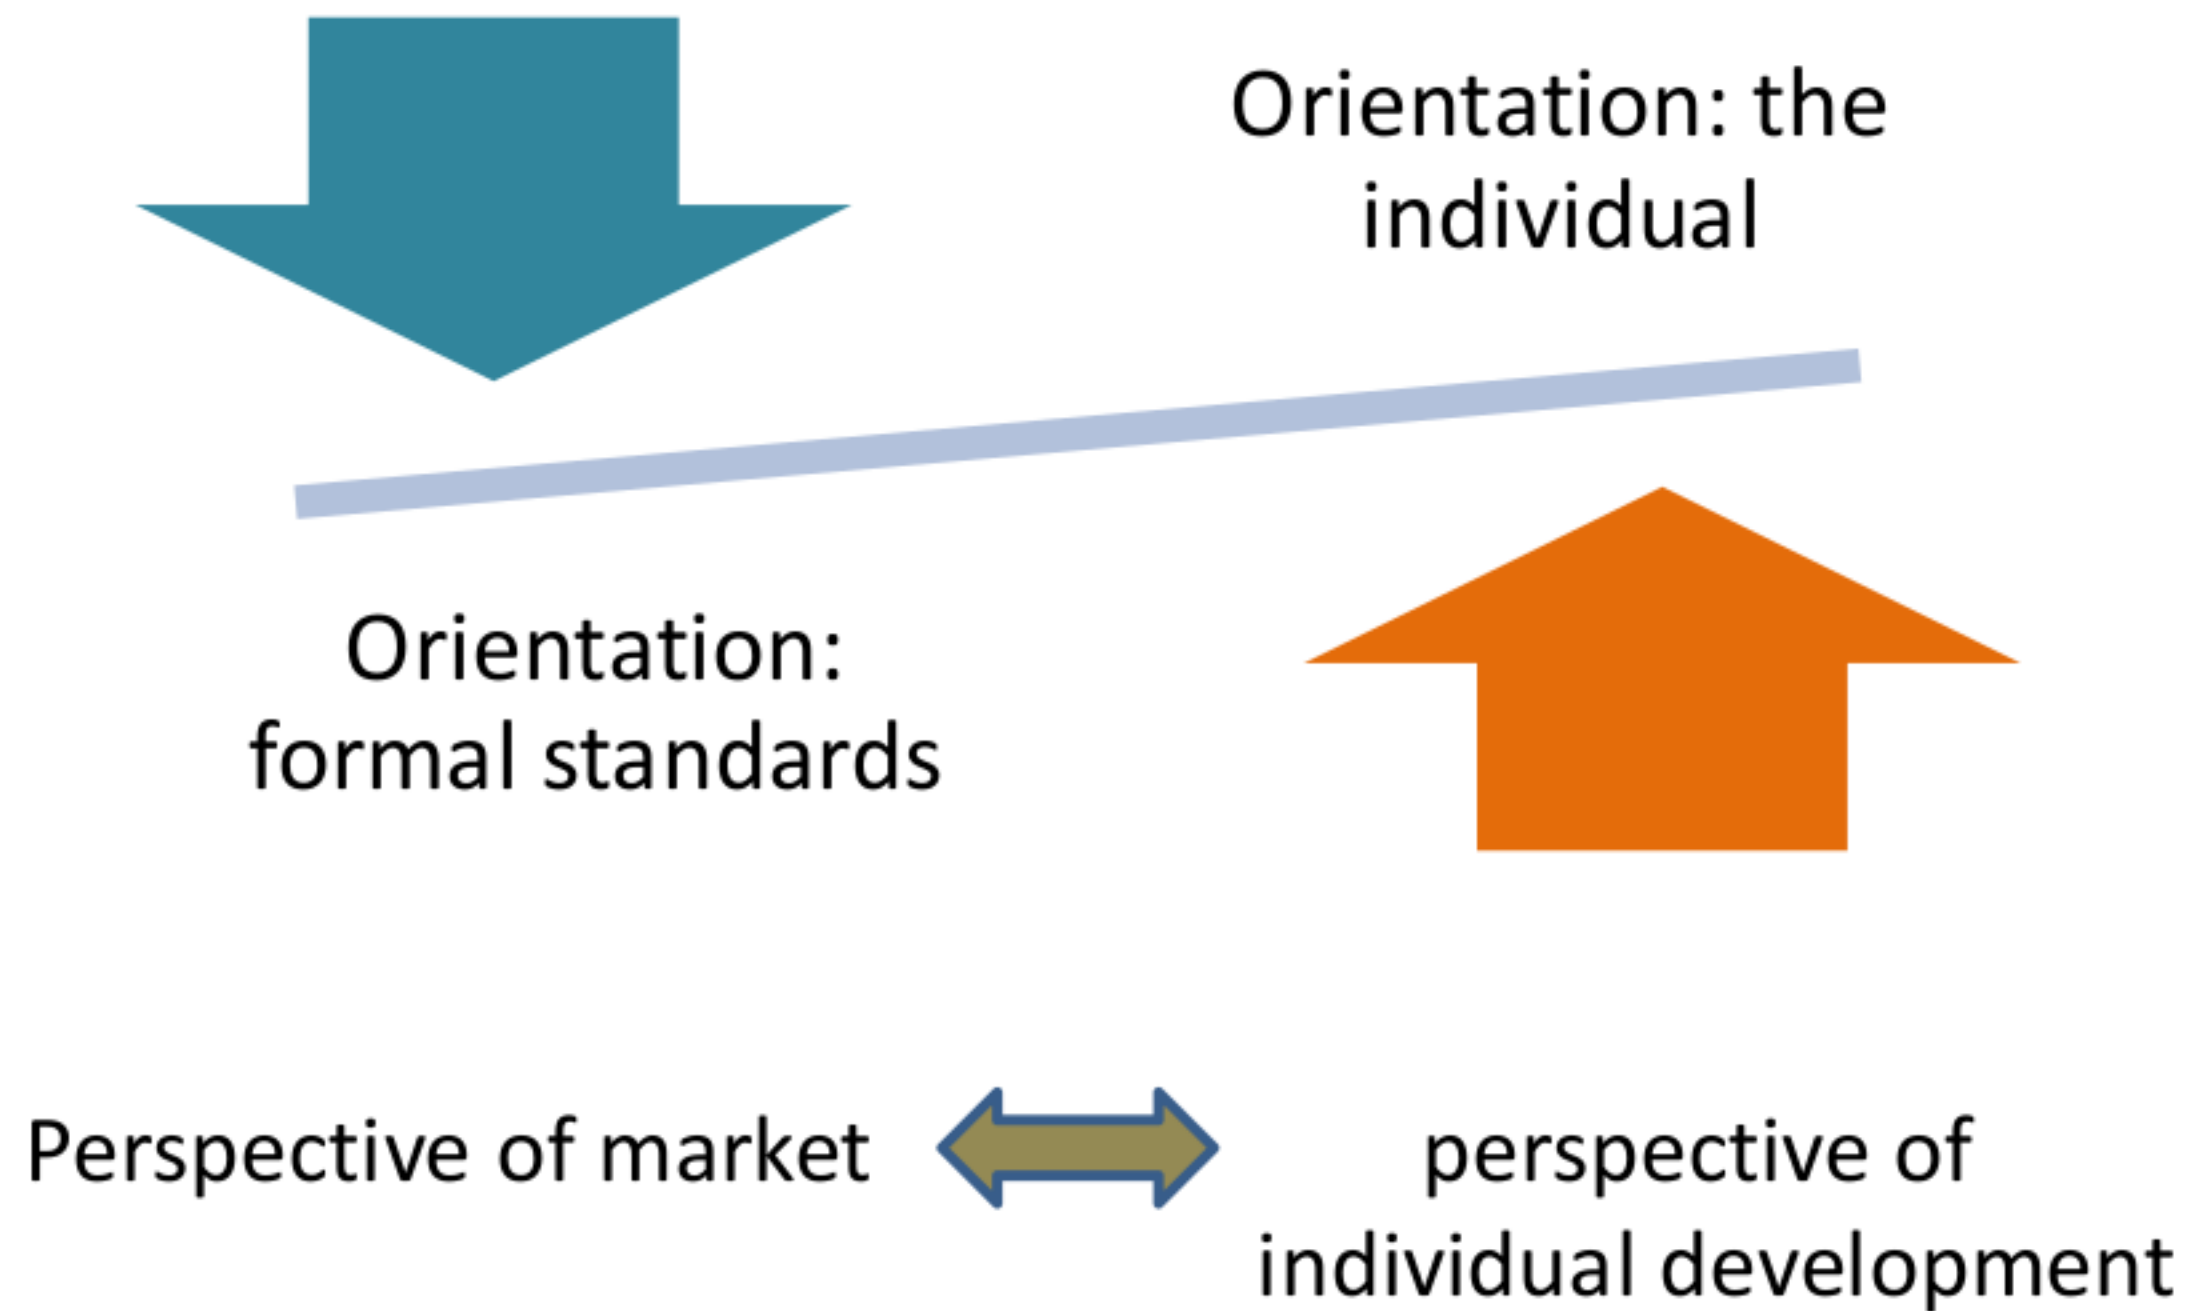 Orientation: the
individual
Orientation:
formal standards
Perspective of market
perspective of
individual development